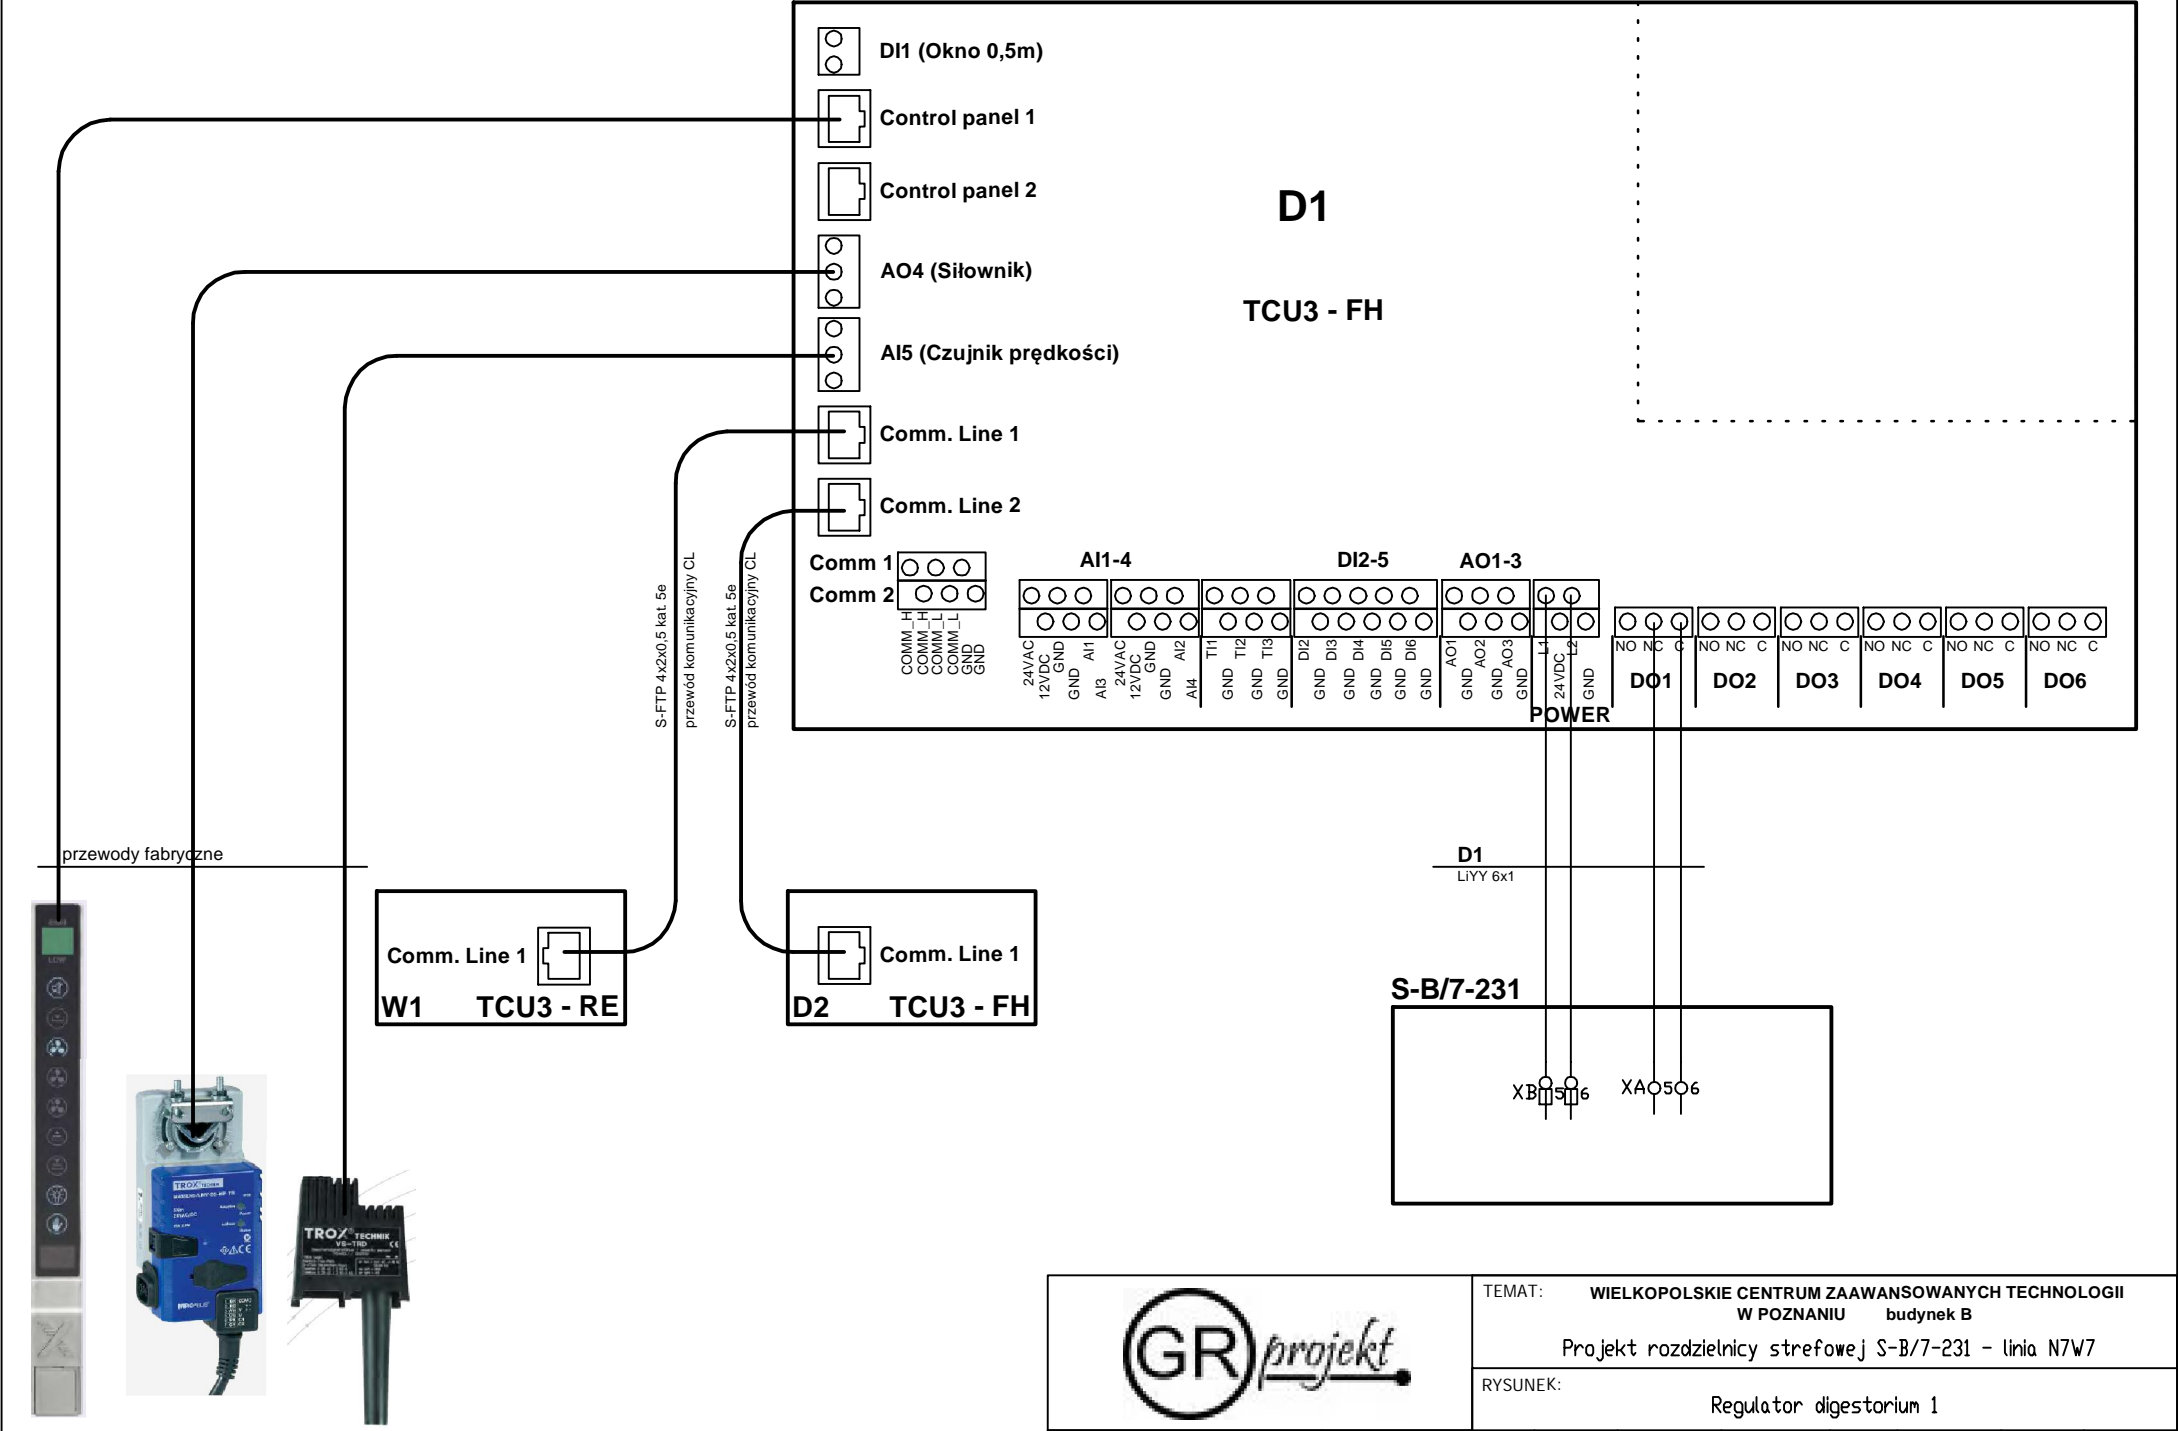 DI1 (Okno 0,5m)
Control panel 1
Control panel 2
D1
AO4 (Siłownik)
TCU3 - FH
AI5 (Czujnik prędkości)
Comm. Line 1
Comm. Line 2
S-FTP 4x2x0,5 kat. 5e
przewód komunikacyjny CL
S-FTP 4x2x0,5 kat. 5e
przewód komunikacyjny CL
Comm 1
Comm 2
COMM_H
COMM_H
COMM_L
COMM_L
GND
GND
AI1-4
DI2-5
AO1-3
24VAC
12VDC
GND
GND
AI1
AI3
24VAC
12VDC
GND
GND
AI2
AI4
TI1
GND
TI2
GND
TI3
GND
DI2
GND
DI3
GND
DI4
GND
DI5
GND
DI6
GND
AO1
GND
AO2
GND
AO3
GND
L1
24VDC
L2
GND
POWER
NO NC C
NO NC C
NO NC C
NO NC C
NO NC C
NO NC C
DO1
DO2
DO3
DO4
DO5
DO6
przewody fabryczne
D1
LiYY 6x1
Comm. Line 1
W1 TCU3 - RE
Comm. Line 1
D2 TCU3 - FH
S-B/7-231
XB 5 6
XA 5 6
LOW
TROX TECHNIK
TROX TECHNIK
VS-TRD
GR projekt
TEMAT: WIELKOPOLSKIE CENTRUM ZAAWANSOWANYCH TECHNOLOGII
W POZNANIU budynek B
Projekt rozdzielnicy strefowej S-B/7-231 - linia N7W7
RYSUNEK:
Regulator digestorium 1